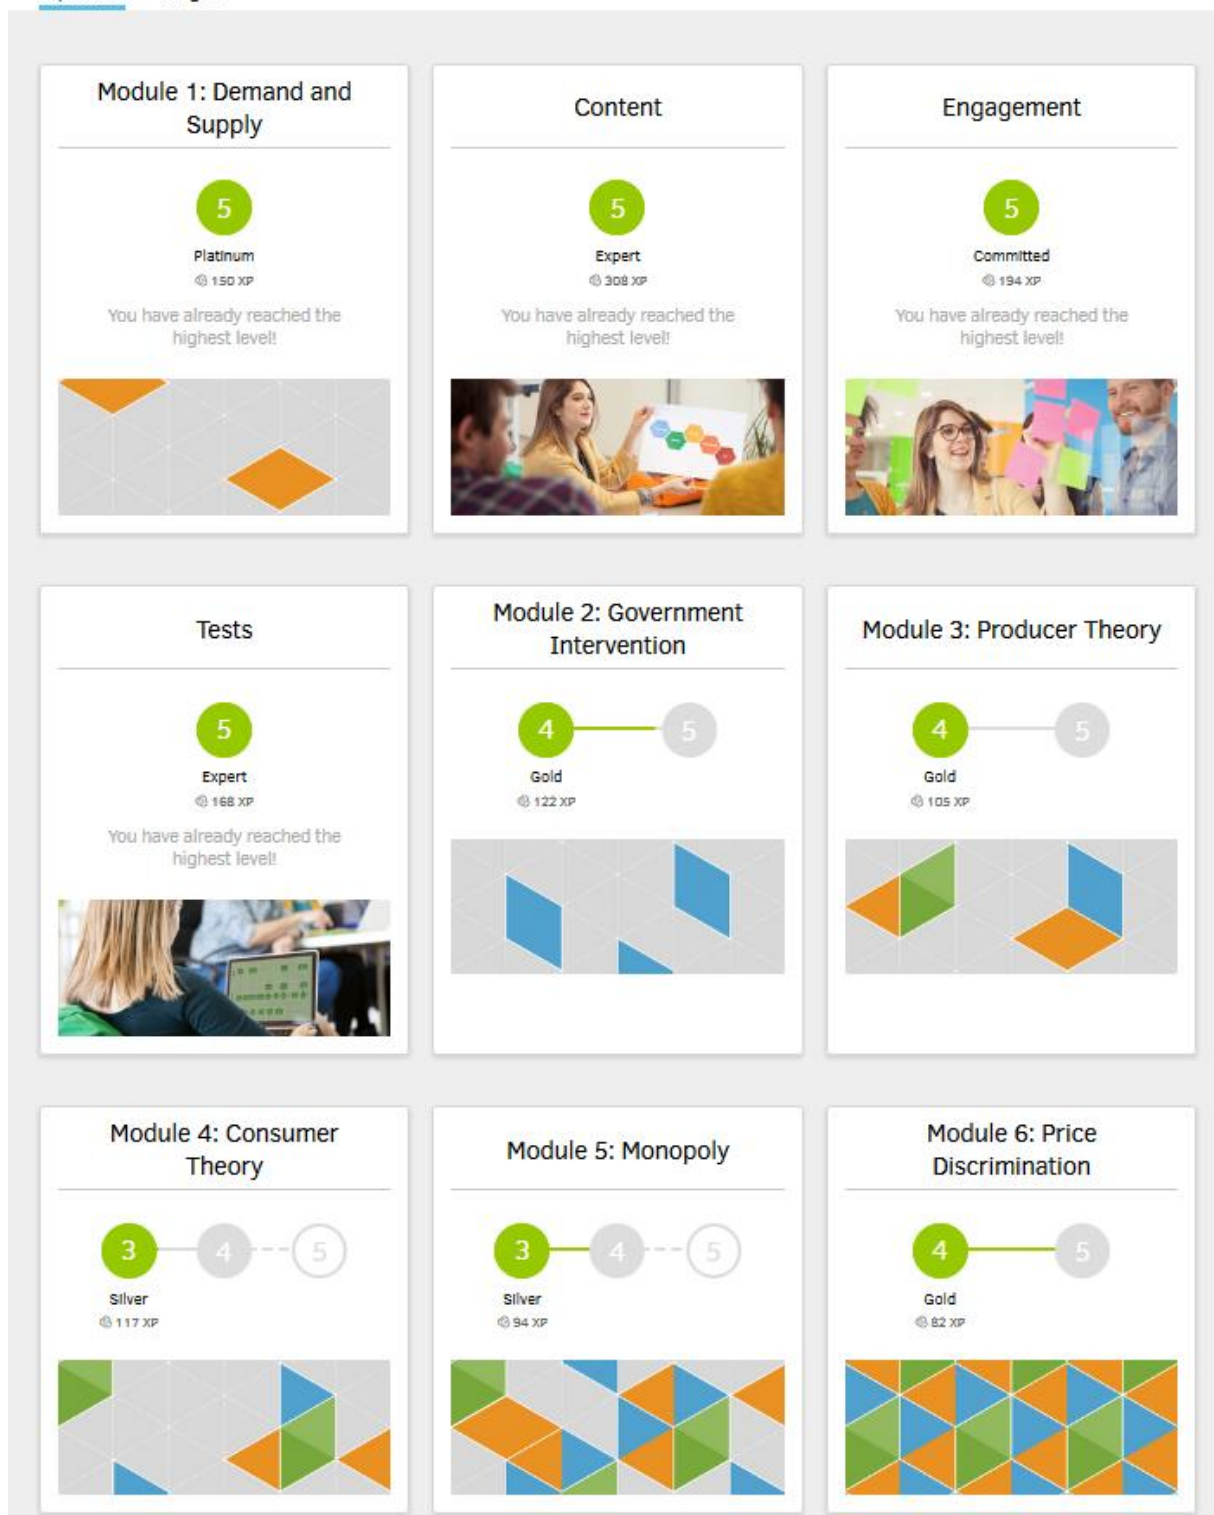 Module 1: Demand and
Supply
5
Platinum
150 XP
You have already reached the
highest level!
Content
5
Expert
308 XP
You have already reached the
highest level!
Engagement
5
Committed
194 XP
You have already reached the
highest level!
Tests
5
Expert
168 XP
You have already reached the
highest level!
Module 2: Government
Intervention
4 5
Gold
122 XP
Module 3: Producer Theory
4 5
Gold
105 XP
Module 4: Consumer
Theory
3 4 5
Silver
117 XP
Module 5: Monopoly
3 4 5
Silver
94 XP
Module 6: Price
Discrimination
4 5
Gold
82 XP